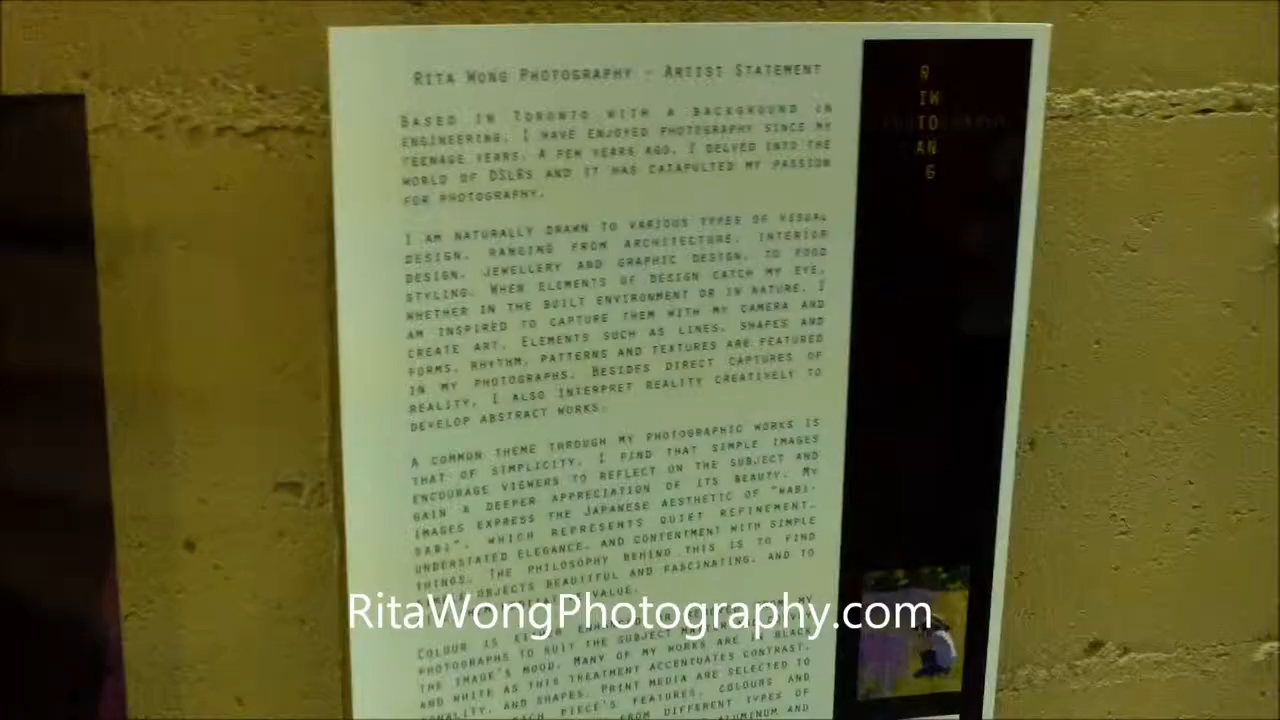 RITA WONG PHOTOGRAPHY - ARTIST STATEMENT
BASED IN TORONTO WITH A BACKGROUND IN
ENGINEERING, I HAVE ENJOYED PHOTOGRAPHY SINCE MY
TEENAGE YEARS. A FEW YEARS AGO, I DELVED INTO THE
WORLD OF DSLRS AND IT HAS CATAPULTED MY PASSION
FOR PHOTOGRAPHY.
I AM NATURALLY DRAWN TO VARIOUS TYPES OF VISUAL
DESIGN, RANGING FROM ARCHITECTURE, INTERIOR
DESIGN, JEWELLERY AND GRAPHIC DESIGN, TO FOOD
STYLING. WHEN ELEMENTS OF DESIGN CATCH MY EYE,
WHETHER IN THE BUILT ENVIRONMENT OR IN NATURE, I
AM INSPIRED TO CAPTURE THEM WITH MY CAMERA AND
CREATE ART. ELEMENTS SUCH AS LINES, SHAPES AND
FORMS, RHYTHM, PATTERNS AND TEXTURES ARE FEATURED
IN MY PHOTOGRAPHS. BESIDES DIRECT CAPTURES OF
REALITY, I ALSO INTERPRET REALITY CREATIVELY TO
DEVELOP ABSTRACT WORKS.
A COMMON THEME THROUGH MY PHOTOGRAPHIC WORKS IS
THAT OF SIMPLICITY. I FIND THAT SIMPLE IMAGES
ENCOURAGE VIEWERS TO REFLECT ON THE SUBJECT AND
GAIN A DEEPER APPRECIATION OF ITS BEAUTY. MY
IMAGES EXPRESS THE JAPANESE AESTHETIC OF "WABI-
SABI", WHICH REPRESENTS QUIET REFINEMENT,
UNDERSTATED ELEGANCE, AND CONTENTMENT WITH SIMPLE
THINGS. THE PHILOSOPHY BEHIND THIS IS TO FIND
OBJECTS BEAUTIFUL AND FASCINATING, AND TO
VALUE.
COLOUR IS MY
PHOTOGRAPHS TO SUIT THE SUBJECT
THE IMAGE'S MOOD. MANY OF MY WORKS ARE IN BLACK
AND WHITE AS THIS TREATMENT ACCENTUATES CONTRAST,
TONALITY, AND SHAPES. PRINT MEDIA ARE SELECTED TO
EACH PIECE'S FEATURES, COLOURS AND
FROM DIFFERENT TYPES OF
ALUMINUM AND
R
IW
TO
AN
G
RitaWongPhotography.com